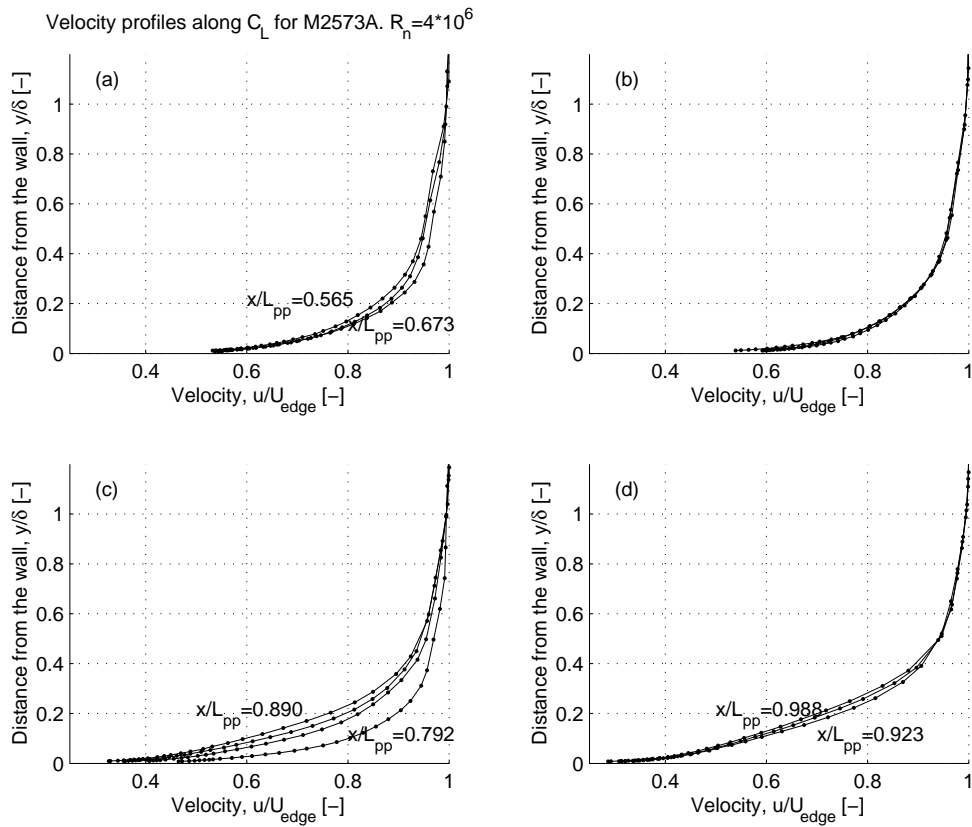 Velocity profiles along C_L for M2573A. R_n=4*10^6
(a)
Distance from the wall, y/δ [–]
1
0.8
0.6
0.4
0.2
0
x/L_pp=0.565
x/L_pp=0.673
0.4 0.6 0.8 1
Velocity, u/U_edge [–]
(b)
Distance from the wall, y/δ [–]
1
0.8
0.6
0.4
0.2
0
0.4 0.6 0.8 1
Velocity, u/U_edge [–]
(c)
Distance from the wall, y/δ [–]
1
0.8
0.6
0.4
0.2
0
x/L_pp=0.890
x/L_pp=0.792
0.4 0.6 0.8 1
Velocity, u/U_edge [–]
(d)
Distance from the wall, y/δ [–]
1
0.8
0.6
0.4
0.2
0
x/L_pp=0.988
x/L_pp=0.923
0.4 0.6 0.8 1
Velocity, u/U_edge [–]